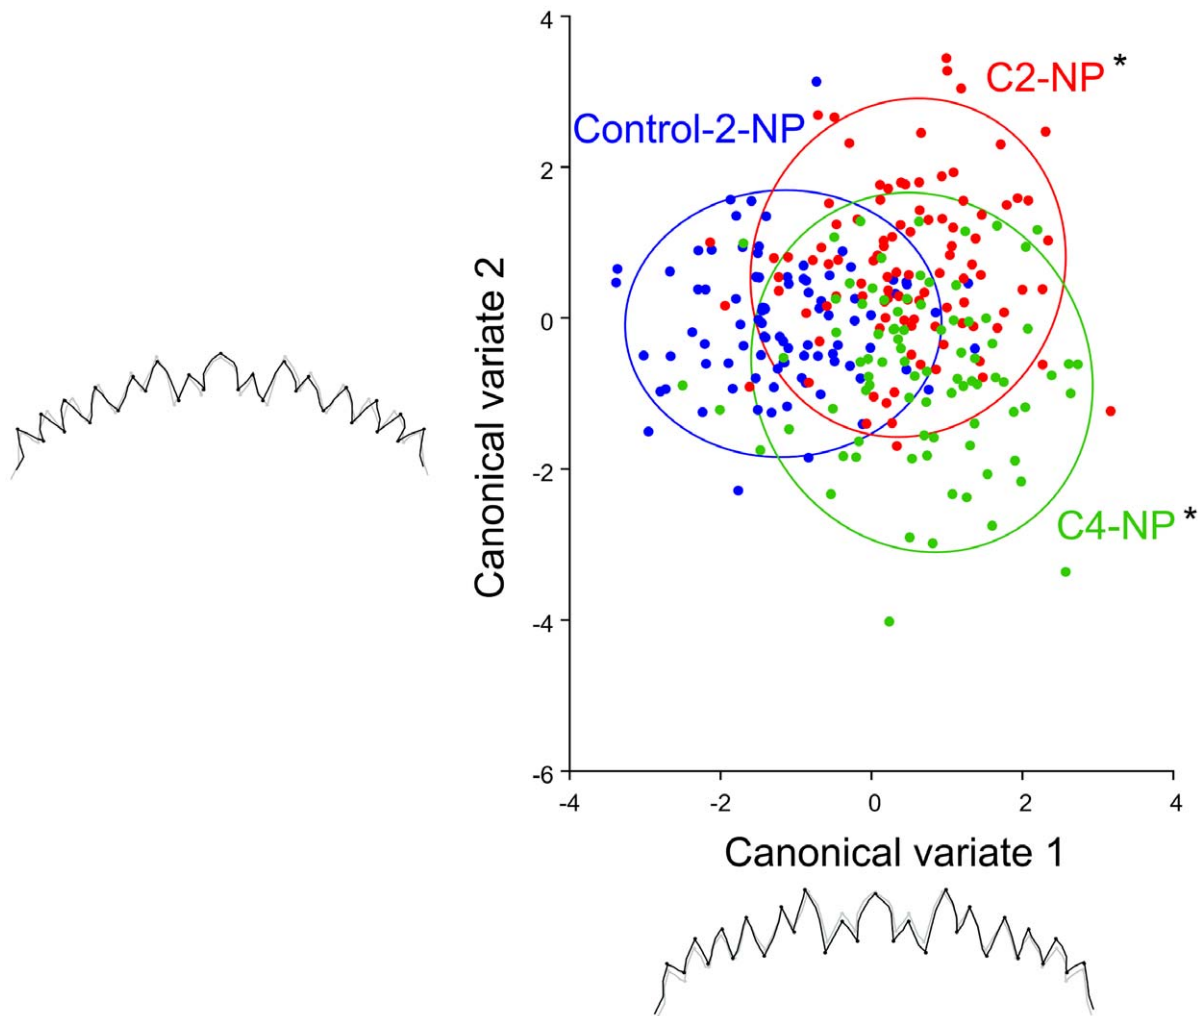 4
C2-NP*
Control-2-NP
2
0
-2
C4-NP*
-4
-6
-4 -2 0 2 4
Canonical variate 2
Canonical variate 1